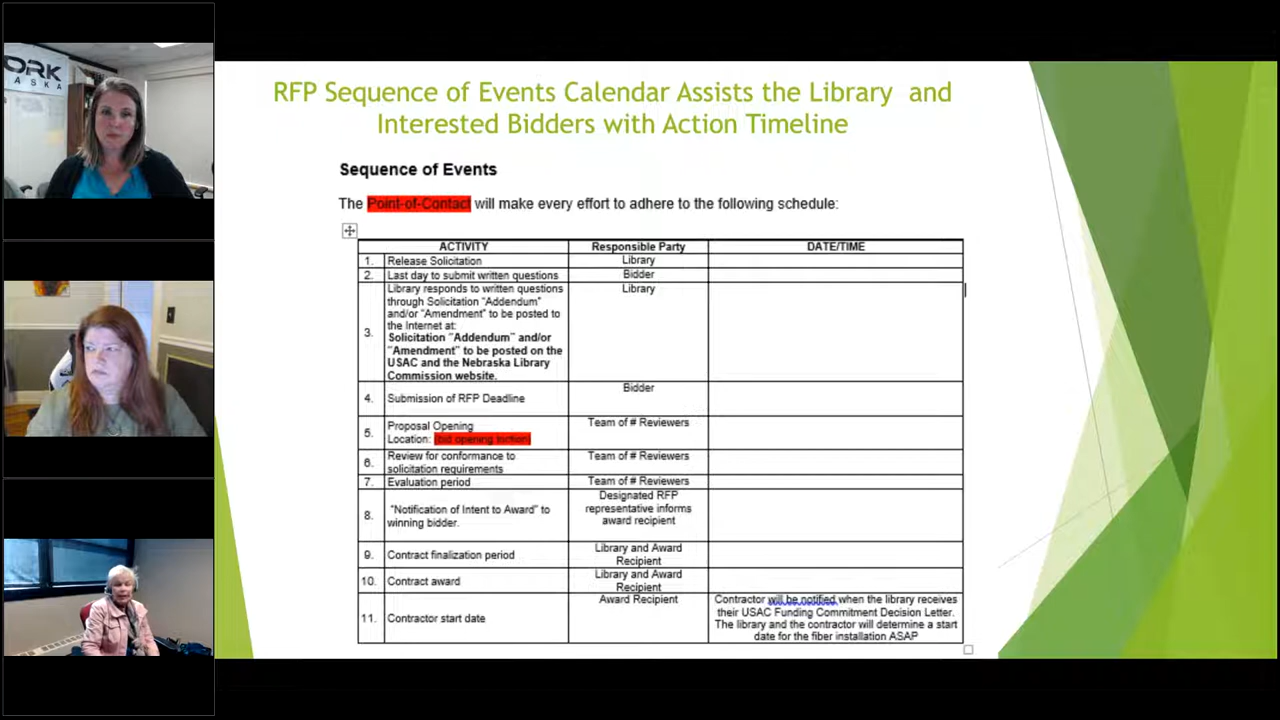 ORK
ASKA
RFP Sequence of Events Calendar Assists the Library and
Interested Bidders with Action Timeline
Sequence of Events
The Point-of-Contact will make every effort to adhere to the following schedule:
ACTIVITY Responsible Party DATE/TIME
1. Release Solicitation Library
2. Last day to submit written questions Bidder
3. Library responds to written questions Library
through Solicitation "Addendum"
and/or "Amendment" to be posted to
the Internet at:
Solicitation "Addendum" and/or
"Amendment" to be posted on the
USAC and the Nebraska Library
Commission website.
4. Submission of RFP Deadline Bidder
5. Proposal Opening Team of # Reviewers
Location: (bid opening
6. Review for conformance to Team of # Reviewers
solicitation requirements
7. Evaluation period Team of # Reviewers
8. "Notification of Intent to Award" to Designated RFP
winning bidder. representative informs
award recipient
9. Contract finalization period Library and Award
Recipient
10. Contract award Library and Award
Recipient
11. Contractor start date Award Recipient Contractor will be notified when the library receives
their USAC Funding Commitment Decision Letter.
The library and the contractor will determine a start
date for the fiber installation ASAP